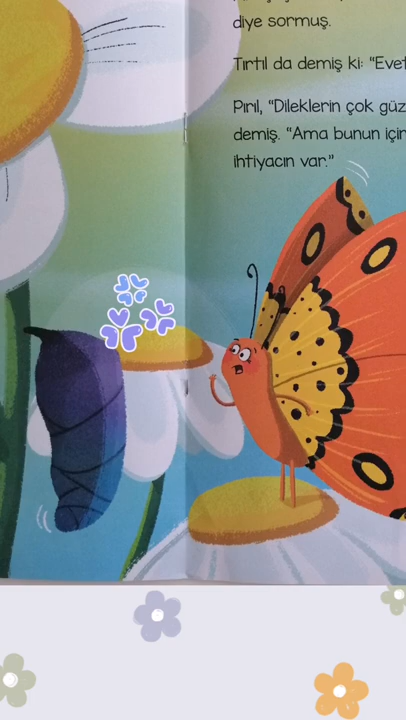 diye sormuş.
Tırtıl da demiş ki: “Evet
Pırıl, “Dileklerin çok güz
demiş. “Ama bunun için
ihtiyacın var.”